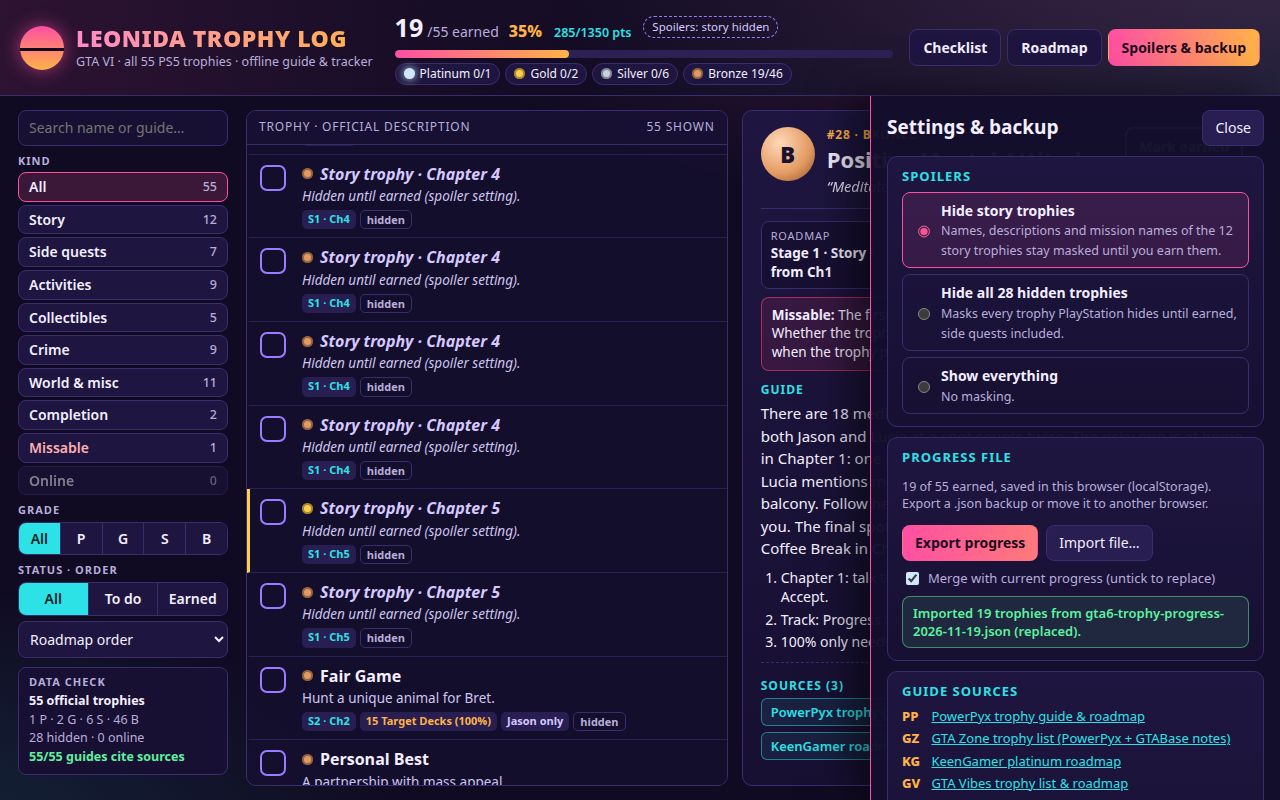 LEONIDA TROPHY LOG
GTA VI · all 55 PS5 trophies · offline guide & tracker
19 /55 earned 35% 285/1350 pts Spoilers: story hidden
Platinum 0/1 Gold 0/2 Silver 0/6 Bronze 19/46
Checklist Roadmap Spoilers & backup
Search name or guide...
KIND
All 55
Story 12
Side quests 7
Activities 9
Collectibles 5
Crime 9
World & misc 11
Completion 2
Missable 1
Online 0
GRADE
All P G S B
STATUS · ORDER
All To do Earned
Roadmap order
DATA CHECK
55 official trophies
1 P · 2 G · 6 S · 46 B
28 hidden · 0 online
55/55 guides cite sources
TROPHY · OFFICIAL DESCRIPTION 55 SHOWN
Story trophy · Chapter 4
Hidden until earned (spoiler setting).
S1 · Ch4 hidden
Story trophy · Chapter 4
Hidden until earned (spoiler setting).
S1 · Ch4 hidden
Story trophy · Chapter 4
Hidden until earned (spoiler setting).
S1 · Ch4 hidden
Story trophy · Chapter 4
Hidden until earned (spoiler setting).
S1 · Ch4 hidden
Story trophy · Chapter 5
Hidden until earned (spoiler setting).
S1 · Ch5 hidden
Story trophy · Chapter 5
Hidden until earned (spoiler setting).
S1 · Ch5 hidden
Fair Game
Hunt a unique animal for Bret.
S2 · Ch2 15 Target Decks (100%) Jason only hidden
Personal Best
A partnership with mass appeal
B
#28 ·
ROADMAP
Stage 1 · Story
from Ch1
Missable: The
Whether the
when the trophy
GUIDE
There are 18
both Jason and
in Chapter 1:
Lucia mentions
balcony. Follow
you. The final
Coffee Break in
1. Chapter 1:
Accept.
2. Track:
3. 100% only
SOURCES (3)
PowerPyx
KeenGamer
Settings & backup Close
SPOILERS
Hide story trophies
Names, descriptions and mission names of the 12
story trophies stay masked until you earn them.
Hide all 28 hidden trophies
Masks every trophy PlayStation hides until earned,
side quests included.
Show everything
No masking.
PROGRESS FILE
19 of 55 earned, saved in this browser (localStorage).
Export a .json backup or move it to another browser.
Export progress Import file...
Merge with current progress (untick to replace)
Imported 19 trophies from gta6-trophy-progress-
2026-11-19.json (replaced).
GUIDE SOURCES
PP PowerPyx trophy guide & roadmap
GZ GTA Zone trophy list (PowerPyx + GTABase notes)
KG KeenGamer platinum roadmap
GV GTA Vibes trophy list & roadmap